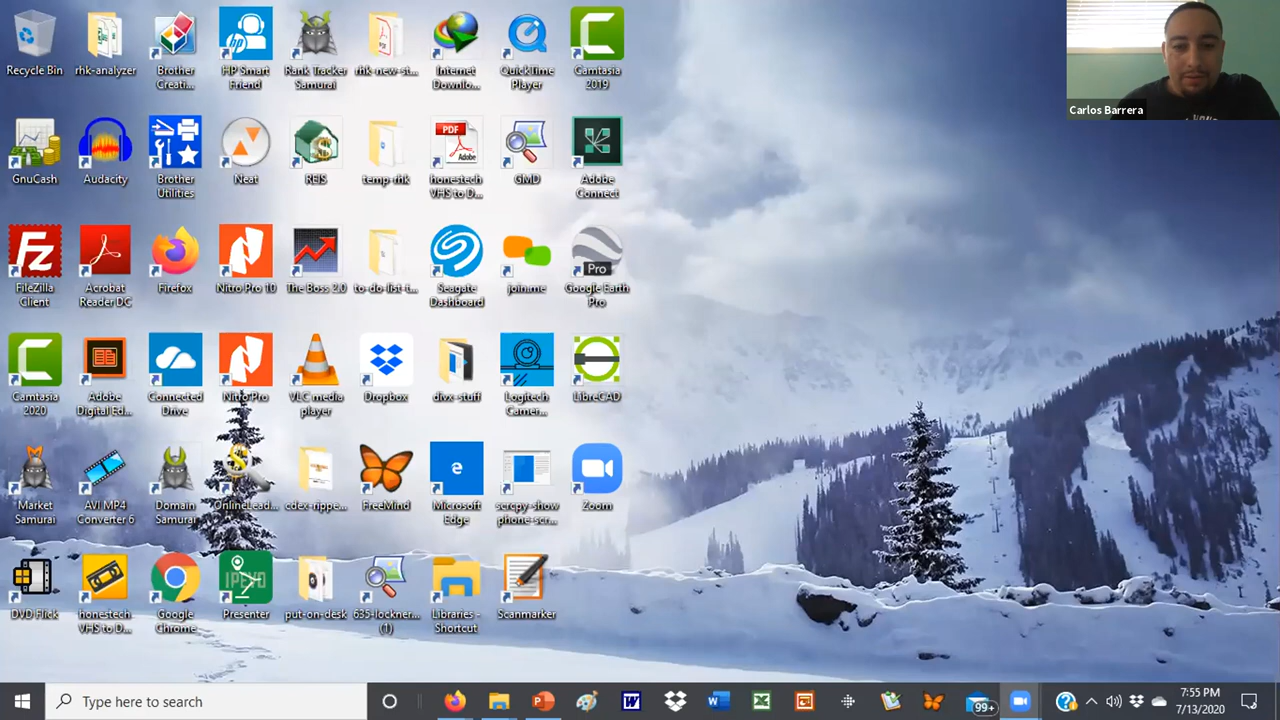 Recycle Bin
rhk-analyzer
Brother Creati...
HP Smart Friend
Rank Tracker Samurai
rhk-new-st...
Internet Downlo...
QuickTime Player
Camtasia 2019
Carlos Barrera
GnuCash
Audacity
Brother Utilities
Neat
REIS
temp-rhk
PDF
Adobe
honestech VHS to D...
GMD
Adobe Connect
FileZilla Client
Acrobat Reader DC
Firefox
Nitro Pro 10
The Boss 2.0
to-do-list-t...
Seagate Dashboard
join.me
Pro
Google Earth Pro
Camtasia 2020
Adobe Digital Ed...
Connected Drive
Nitro Pro
VLC media player
Dropbox
divx-stuff
Logitech Camer...
LibreCAD
Market Samurai
AVI MP4 Converter 6
Domain Samurai
OnlineLead...
cdex-rippe...
FreeMind
Microsoft Edge
scrcpy-show phone-scr...
Zoom
DVD Flick
honestech VHS to D...
Google Chrome
IPEVO
Presenter
put-on-desk
635-lockner... (1)
Libraries - Shortcut
Scanmarker
Type here to search
99+
7:55 PM
7/13/2020